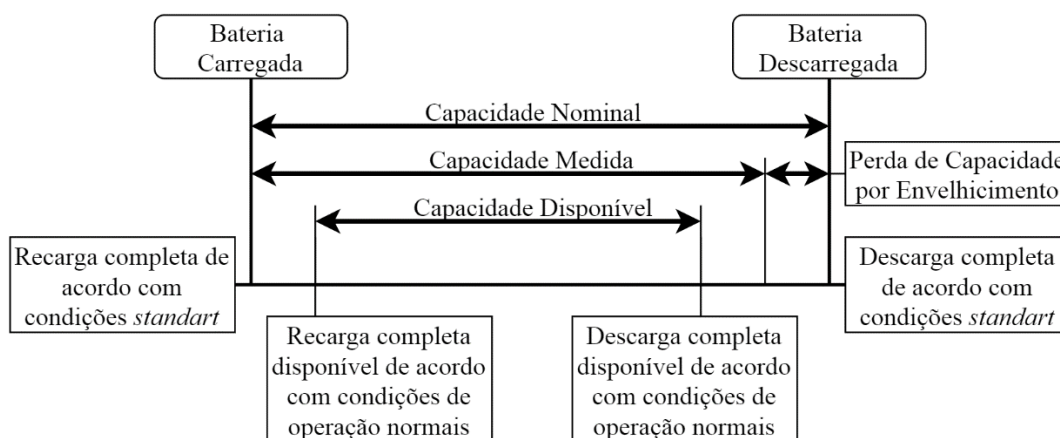 Bateria
Carregada
Bateria
Descarregada
Capacidade Nominal
Capacidade Medida
Perda de Capacidade
por Envelhicimento
Capacidade Disponível
Recarga completa de
acordo com
condições standart
Descarga completa
de acordo com
condições standart
Recarga completa
disponível de acordo
com condições de
operação normais
Descarga completa
disponível de acordo
com condições de
operação normais